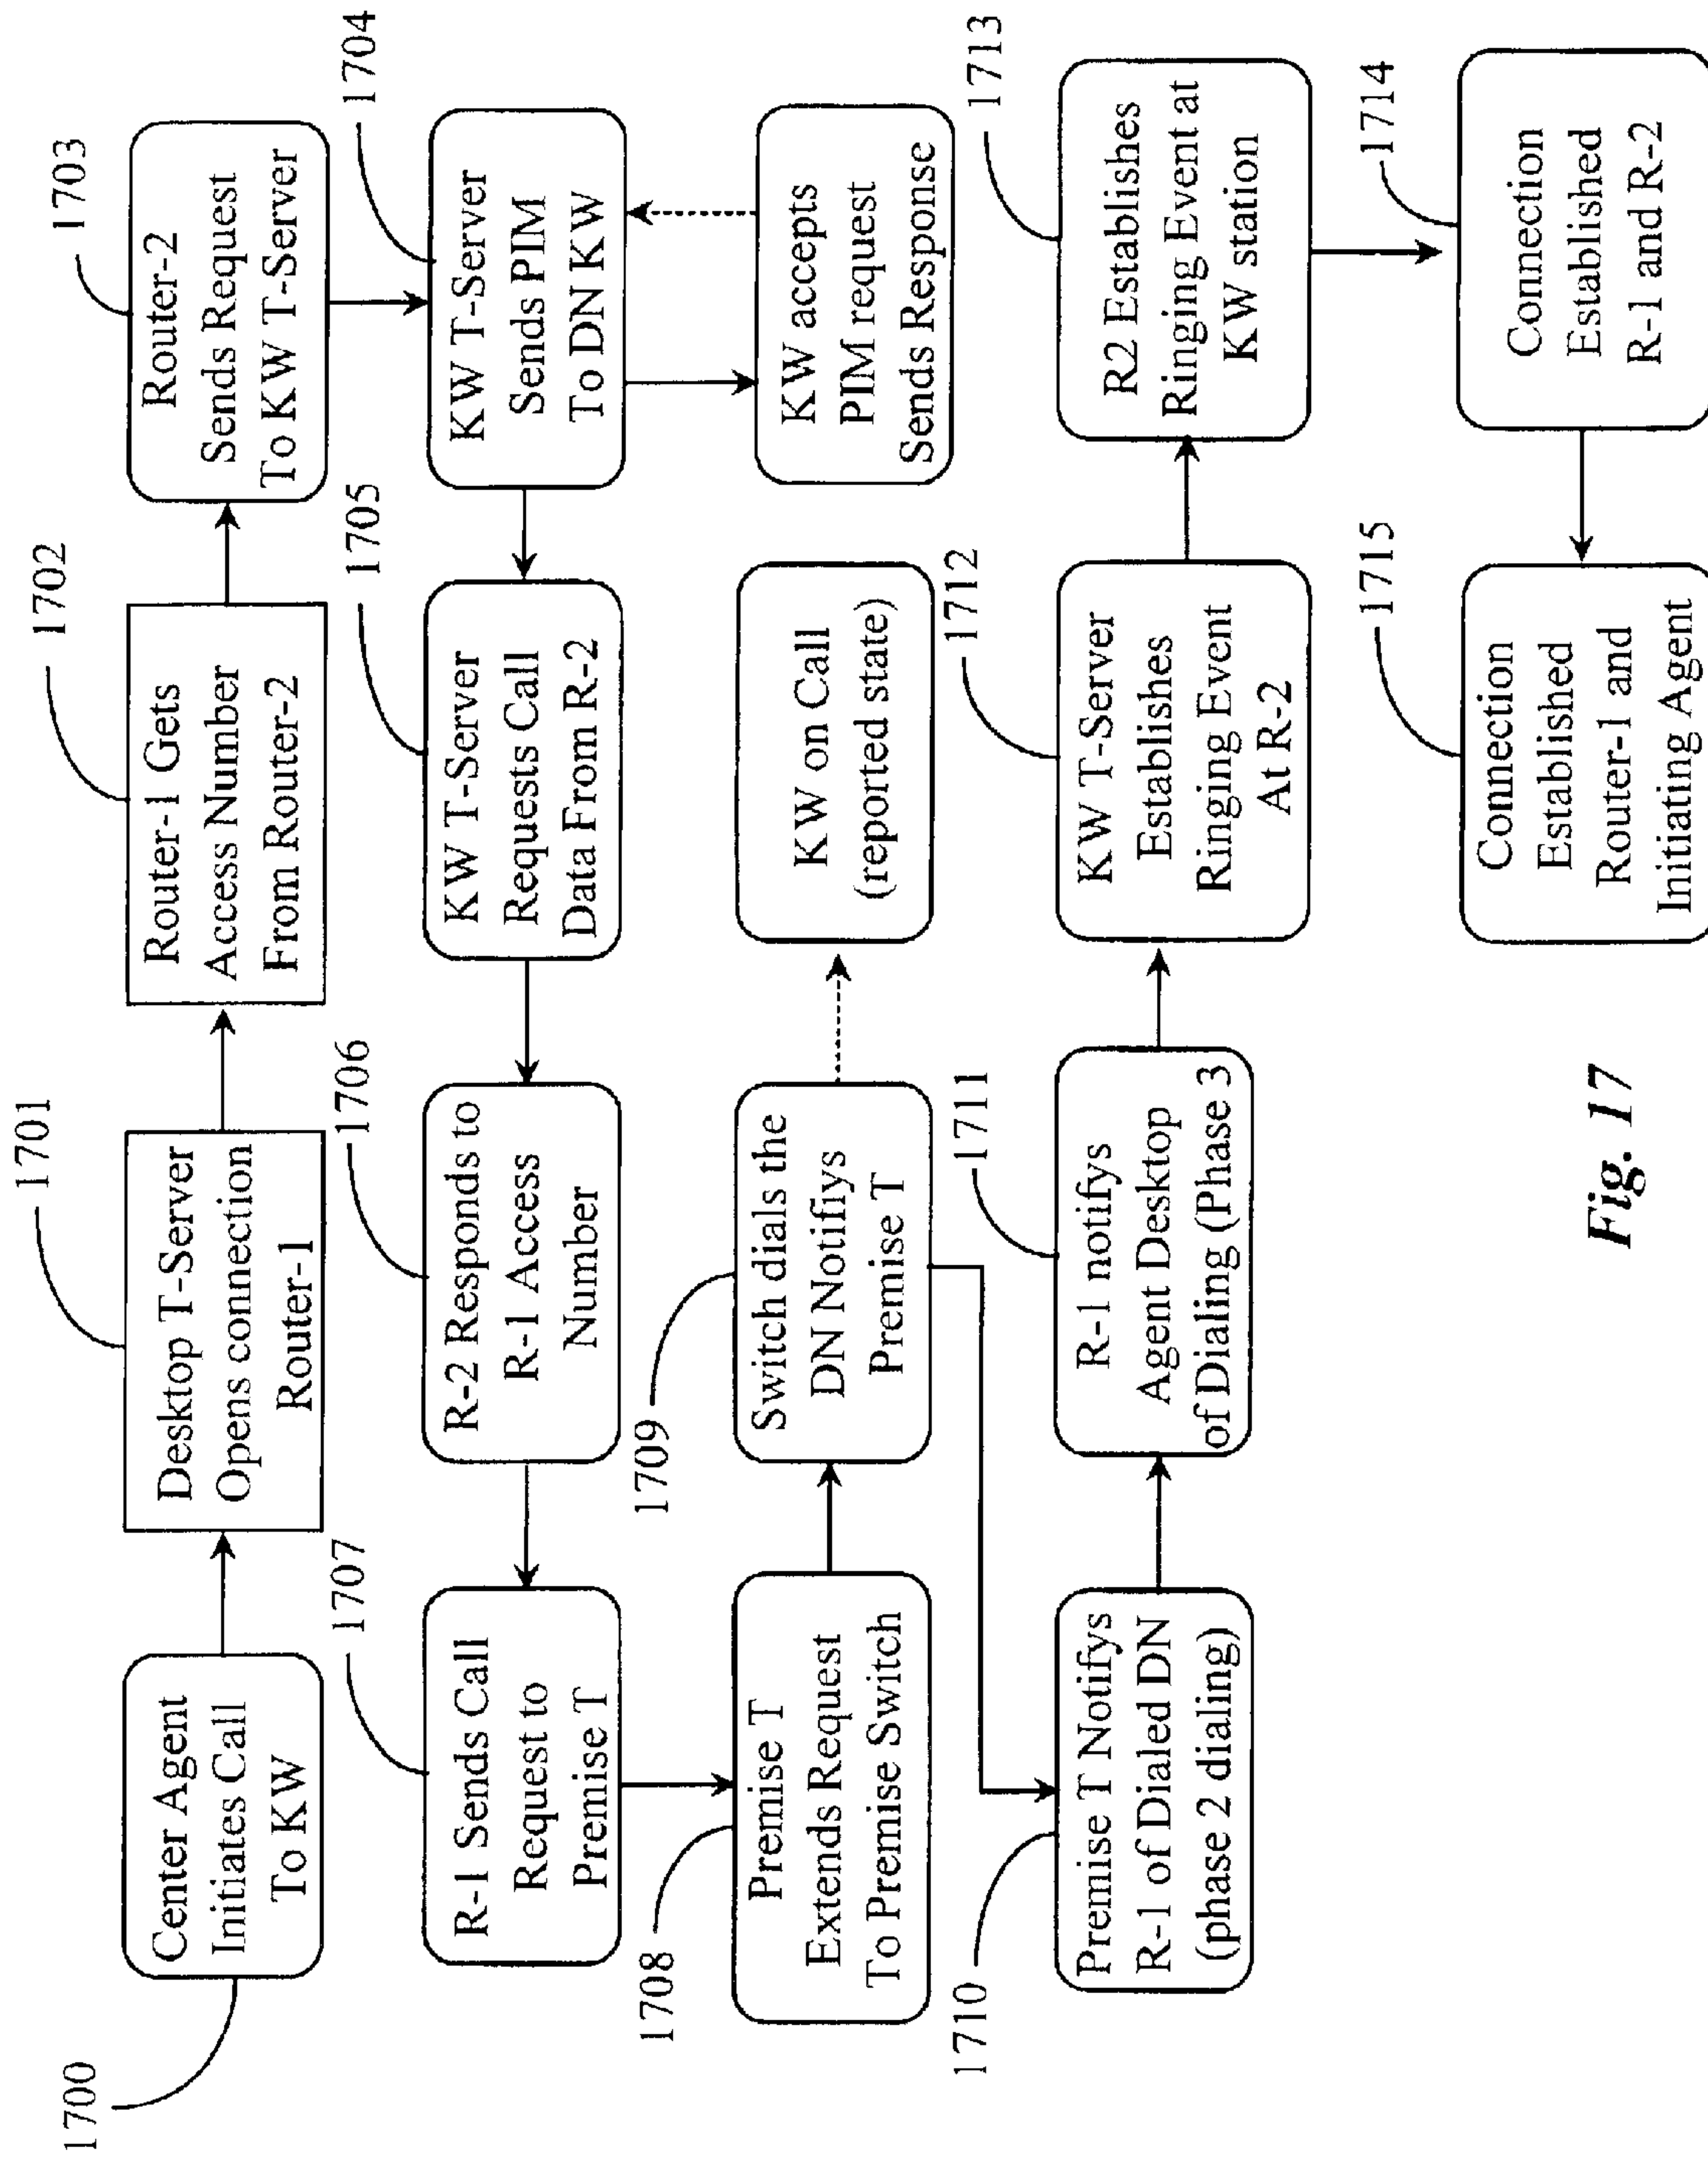 1700
Center Agent
Initiates Call
To KW
1701
Desktop T-Server
Opens connection
Router-1
1702
Router-1 Gets
Access Number
From Router-2
1703
Router-2
Sends Request
To KW T-Server
1704
KW T-Server
Sends PIM
To DN KW
KW accepts
PIM request
Sends Response
1705
KW T-Server
Requests Call
Data From R-2
1706
R-2 Responds to
R-1 Access
Number
1707
R-1 Sends Call
Request to
Premise T
1708
Premise T
Extends Request
To Premise Switch
1709
Switch dials the
DN Notifiys
Premise T
KW on Call
(reported state)
1710
Premise T Notifys
R-1 of Dialed DN
(phase 2 dialing)
1711
R-1 notifys
Agent Desktop
of Dialing (Phase 3
1712
KW T-Server
Establishes
Ringing Event
At R-2
1713
R2 Establishes
Ringing Event at
KW station
1714
Connection
Established
R-1 and R-2
1715
Connection
Established
Router-1 and
Initiating Agent
Fig. 17